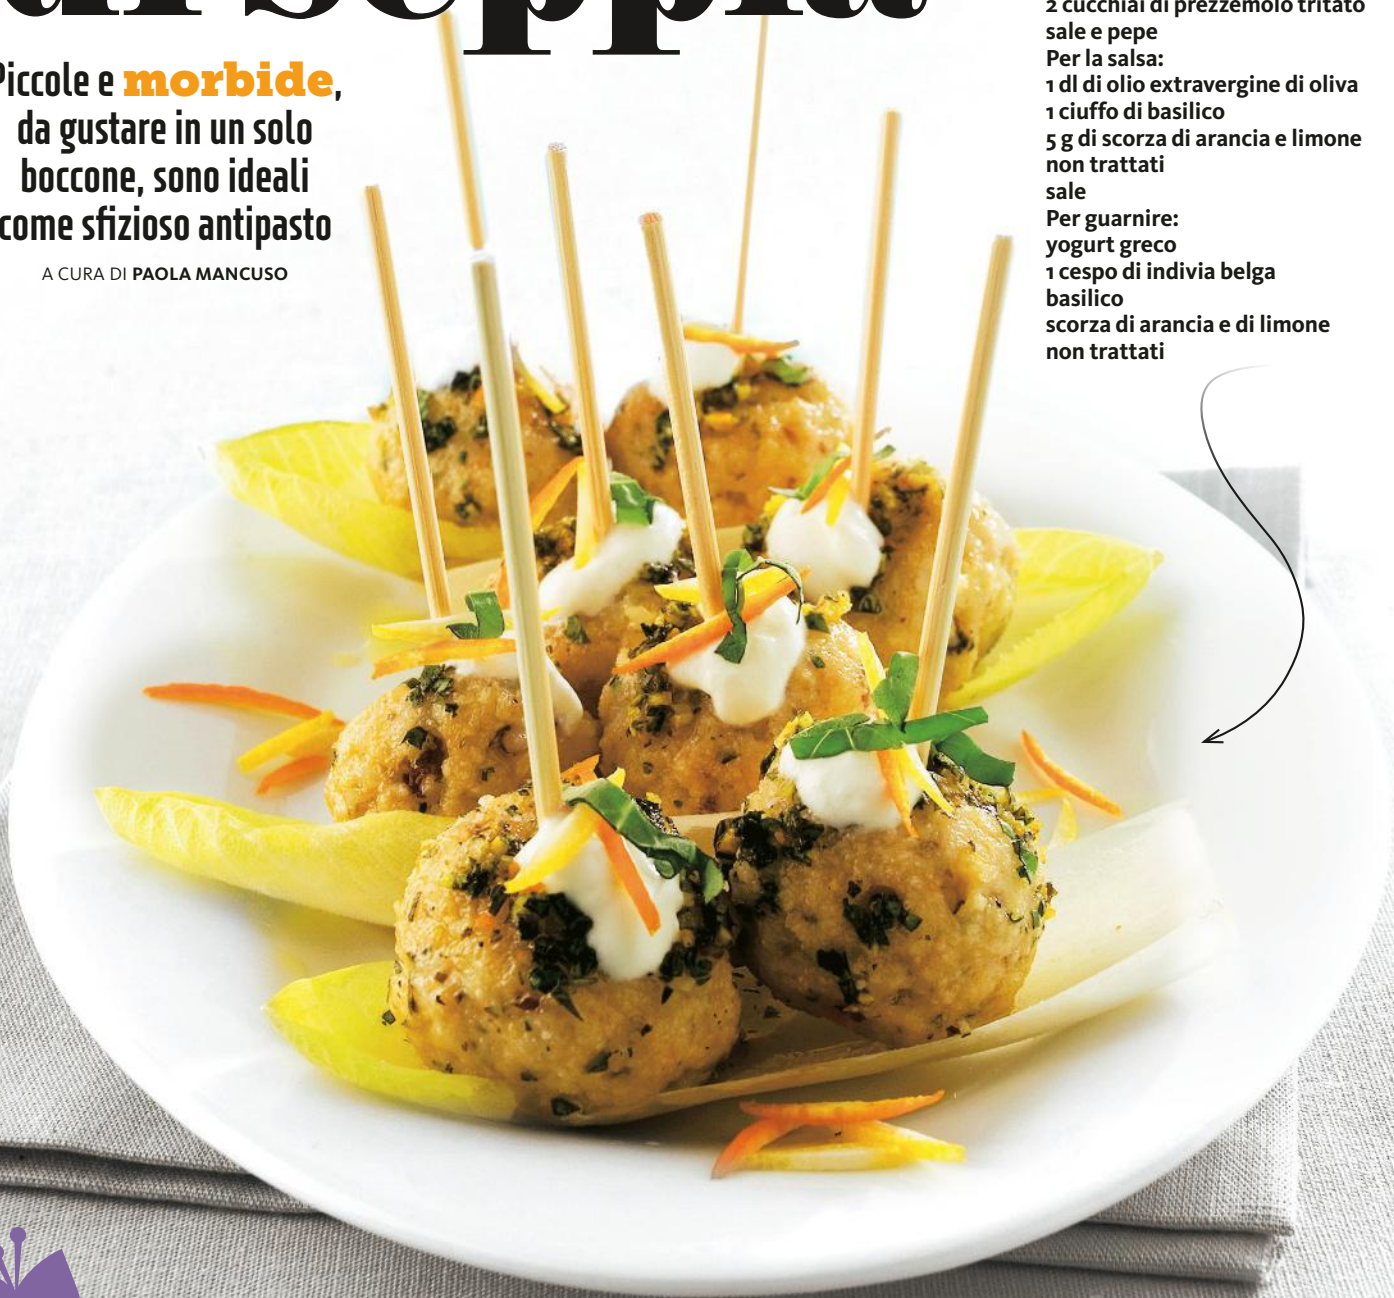 di seppia
Piccole e morbide,
da gustare in un solo
boccone, sono ideali
come sfizioso antipasto
A CURA DI PAOLA MANCUSO
2 cucchiai di prezzemolo tritato
sale e pepe
Per la salsa:
1 dl di olio extravergine di oliva
1 ciuffo di basilico
5 g di scorza di arancia e limone
non trattati
sale
Per guarnire:
yogurt greco
1 cespo di indivia belga
basilico
scorza di arancia e di limone
non trattati